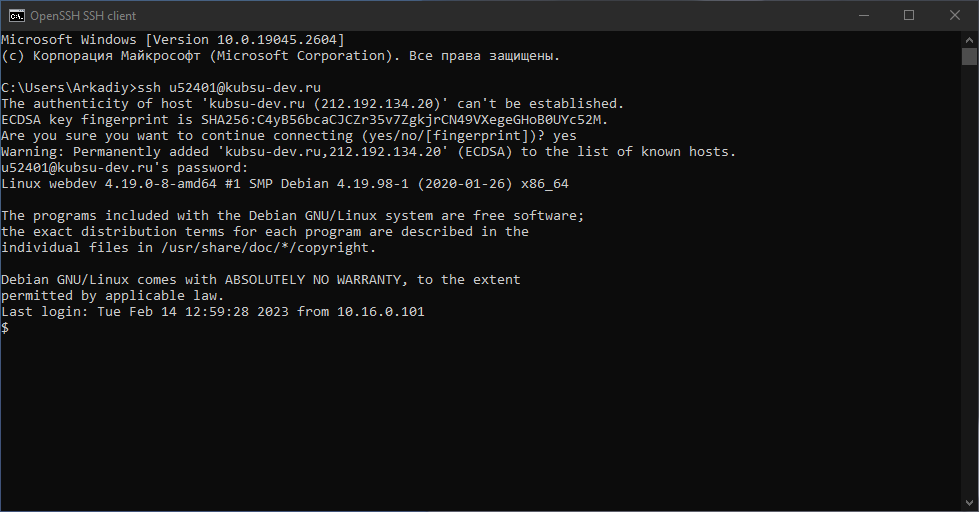 OpenSSH SSH client
Microsoft Windows [Version 10.0.19045.2604]
(c) Корпорация Майкрософт (Microsoft Corporation). Все права защищены.
C:\Users\Arkadiy>ssh u52401@kubsu-dev.ru
The authenticity of host 'kubsu-dev.ru (212.192.134.20)' can't be established.
ECDSA key fingerprint is SHA256:C4yB56bcaCJCZr35v7ZgkjrCN49VXegeGHoB0UYc52M.
Are you sure you want to continue connecting (yes/no/[fingerprint])? yes
Warning: Permanently added 'kubsu-dev.ru,212.192.134.20' (ECDSA) to the list of known hosts.
u52401@kubsu-dev.ru's password:
Linux webdev 4.19.0-8-amd64 #1 SMP Debian 4.19.98-1 (2020-01-26) x86_64
The programs included with the Debian GNU/Linux system are free software;
the exact distribution terms for each program are described in the
individual files in /usr/share/doc/*/copyright.
Debian GNU/Linux comes with ABSOLUTELY NO WARRANTY, to the extent
permitted by applicable law.
Last login: Tue Feb 14 12:59:28 2023 from 10.16.0.101
$